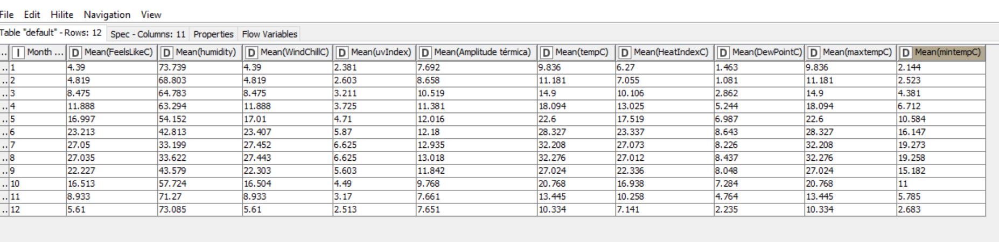 File Edit Hilite Navigation View
Table "default" - Rows: 12 Spec - Columns: 11 Properties Flow Variables
... I Month ... D Mean(FeelsLikeC) D Mean(humidity) D Mean(WindChillC) D Mean(uvIndex) D Mean(Amplitude térmica) D Mean(tempC) D Mean(HeatIndexC) D Mean(DewPointC) D Mean(maxtempC) D Mean(mintempC)
... 1 4.39 73.739 4.39 2.381 7.692 9.836 6.27 1.463 9.836 2.144
... 2 4.819 68.803 4.819 2.603 8.658 11.181 7.055 1.081 11.181 2.523
... 3 8.475 64.783 8.475 3.211 10.519 14.9 10.106 2.862 14.9 4.381
... 4 11.888 63.294 11.888 3.725 11.381 18.094 13.025 5.244 18.094 6.712
... 5 16.997 54.152 17.01 4.71 12.016 22.6 17.519 6.987 22.6 10.584
... 6 23.213 42.813 23.407 5.87 12.18 28.327 23.337 8.643 28.327 16.147
... 7 27.05 33.199 27.452 6.625 12.935 32.208 27.073 8.226 32.208 19.273
... 8 27.035 33.622 27.443 6.625 13.018 32.276 27.012 8.437 32.276 19.258
... 9 22.227 43.579 22.303 5.603 11.842 27.024 22.336 8.048 27.024 15.182
... 10 16.513 57.724 16.504 4.49 9.768 20.768 16.938 7.284 20.768 11
... 11 8.933 71.27 8.933 3.17 7.661 13.445 10.258 4.764 13.445 5.785
... 12 5.61 73.085 5.61 2.513 7.651 10.334 7.141 2.235 10.334 2.683